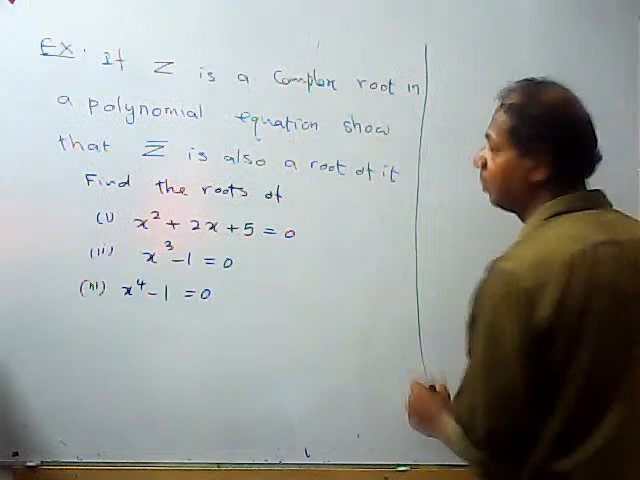 Ex. If Z is a Complex root in
a polynomial equation show
that Z̅ is also a root of it
Find the roots of
(i) x² + 2x + 5 = 0
(ii) x³ - 1 = 0
(iii) x⁴ - 1 = 0